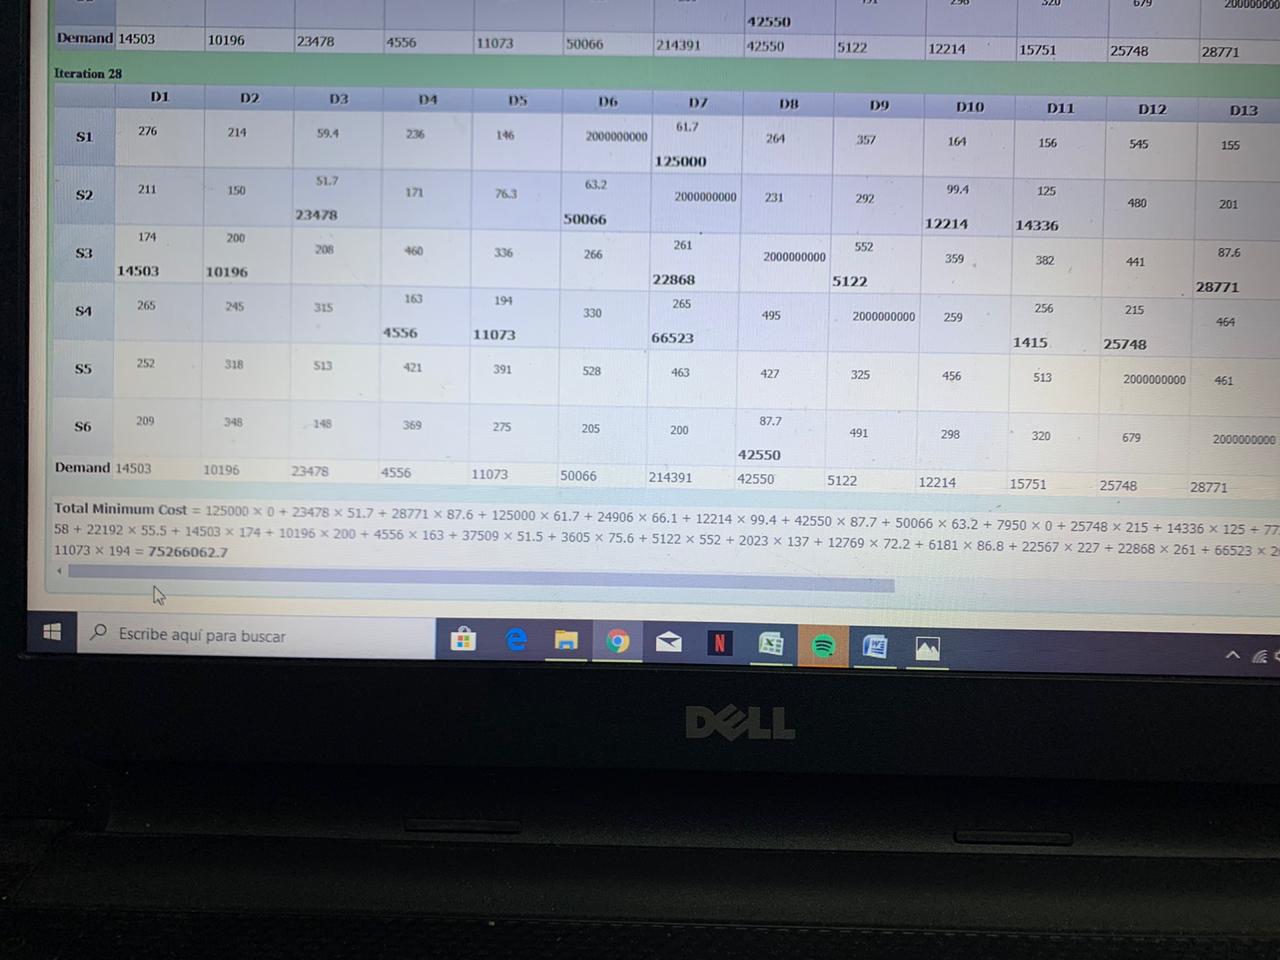 679
42550
Demand 14503 10196 23478 4556 11073 50066 214391 42550 5122 12214 15751 25748 28771
Iteration 28
D1 D2 D3 D4 D5 D6 D7 D8 D9 D10 D11 D12 D13
S1 276 214 59.4 236 146 2000000000 61.7 264 357 164 156 545 155
125000
S2 211 150 51.7 171 76.3 63.2 2000000000 231 292 99.4 125 480 201
23478 50066 12214 14336
S3 174 200 208 460 336 266 261 2000000000 552 359 382 441 87.6
14503 10196 22868 5122 28771
S4 265 245 315 163 194 330 265 495 2000000000 259 256 215 464
4556 11073 66523 1415 25748
S5 252 318 513 421 391 528 463 427 325 456 513 2000000000 461
S6 209 348 148 369 275 205 200 87.7 491 298 320 679 2000000000
42550
Demand 14503 10196 23478 4556 11073 50066 214391 42550 5122 12214 15751 25748 28771
Total Minimum Cost = 125000 × 0 + 23478 × 51.7 + 28771 × 87.6 + 125000 × 61.7 + 24906 × 66.1 + 12214 × 99.4 + 42550 × 87.7 + 50066 × 63.2 + 7950 × 0 + 25748 × 215 + 14336 × 125 +
58 + 22192 × 55.5 + 14503 × 174 + 10196 × 200 + 4556 × 163 + 37509 × 51.5 + 3605 × 75.6 + 5122 × 552 + 2023 × 137 + 12769 × 72.2 + 6181 × 86.8 + 22567 × 227 + 22868 × 261 + 66523 ×
11073 × 194 = 75266062.7
Escribe aquí para buscar
DELL